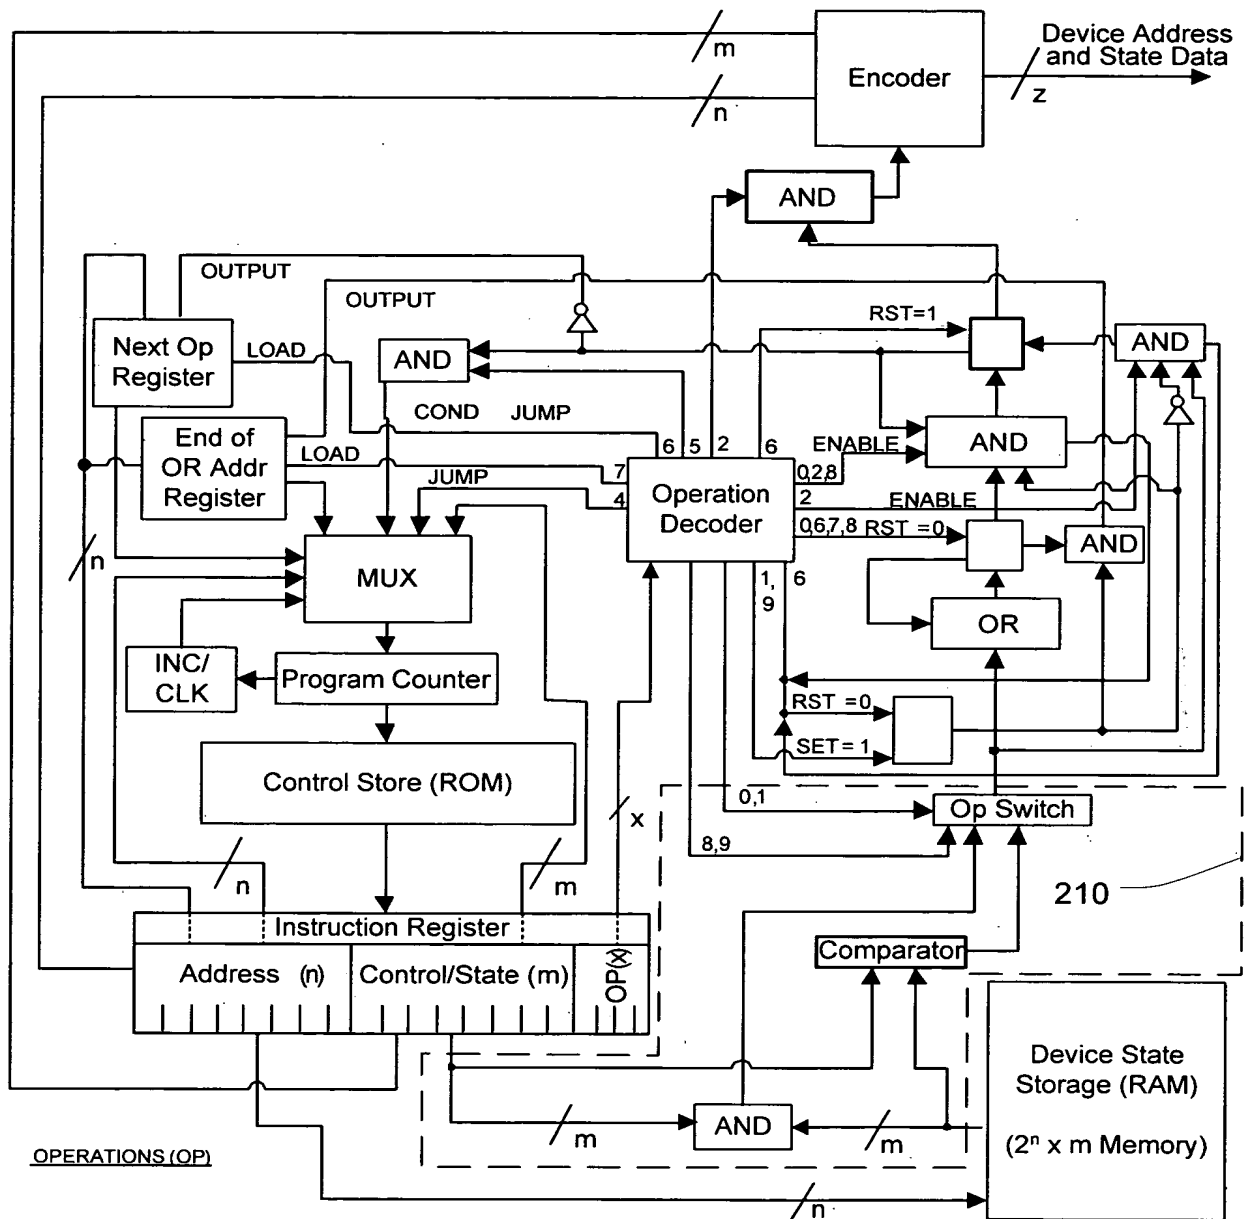 m
Device Address
and State Data
Encoder
z
n
AND
OUTPUT
OUTPUT
RST=1
Next Op
Register
LOAD
AND
AND
COND JUMP
End of
OR Addr
Register
LOAD
6 5 2 6
7
4
JUMP
Operation
Decoder
ENABLE
0,2,8
2
ENABLE
0,6,7,8 RST =0
AND
AND
n
MUX
1,
9
6
OR
INC/
CLK
Program Counter
RST =0
SET= 1
Control Store (ROM)
0,1
Op Switch
x
8,9
n
m
210
Instruction Register
Comparator
Address (n)
Control/State (m)
OP(x)
Device State
Storage (RAM)
(2ⁿ x m Memory)
m
AND
m
OPERATIONS (OP)
n